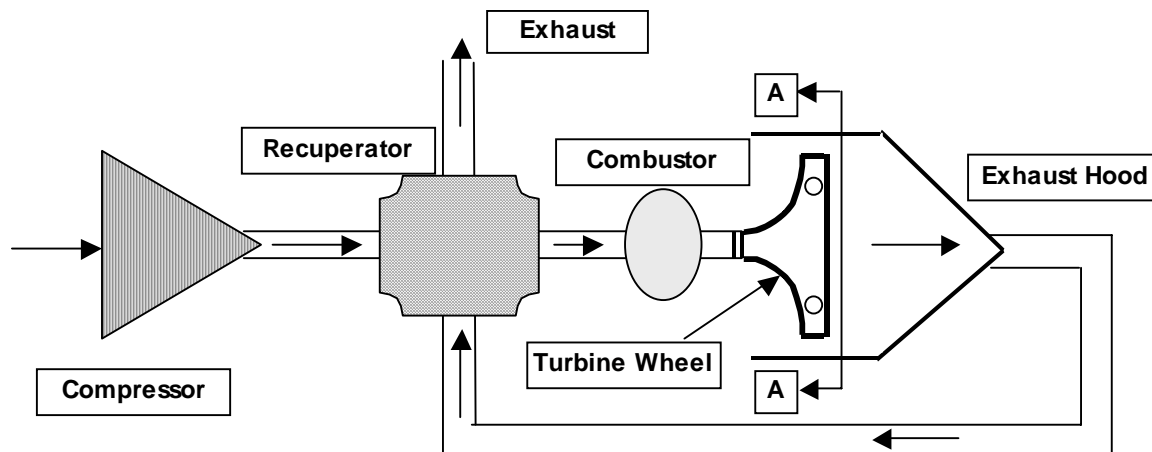 Exhaust
A
Recuperator
Combustor
Exhaust Hood
Turbine Wheel
Compressor
A